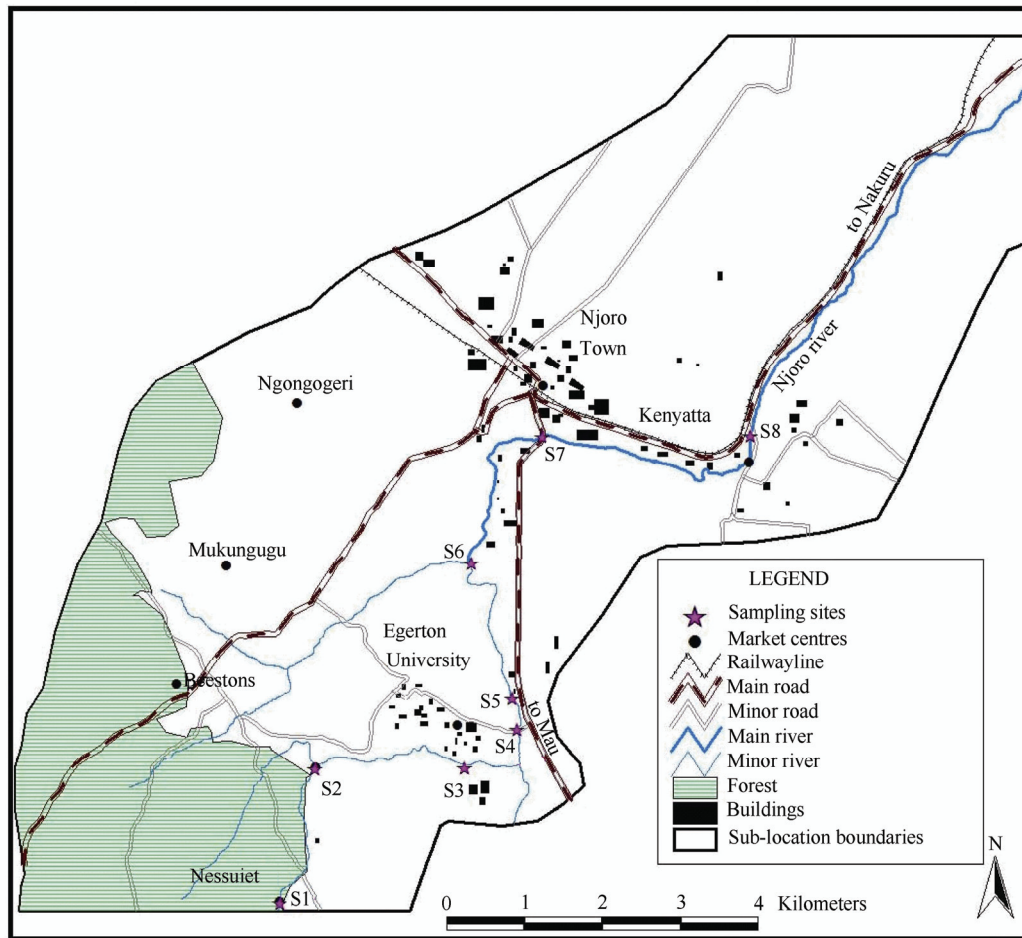 to Nakuru
Njoro
Town
Njoro river
Ngongogeri
Kenyatta
S8
S7
Mukungugu
S6
Egerton
University
Beestons
S5
S4
to Mau
S2
S3
Nessuiet
S1
LEGEND
Sampling sites
Market centres
Railwayline
Main road
Minor road
Main river
Minor river
Forest
Buildings
Sub-location boundaries
N
0 1 2 3 4 Kilometers